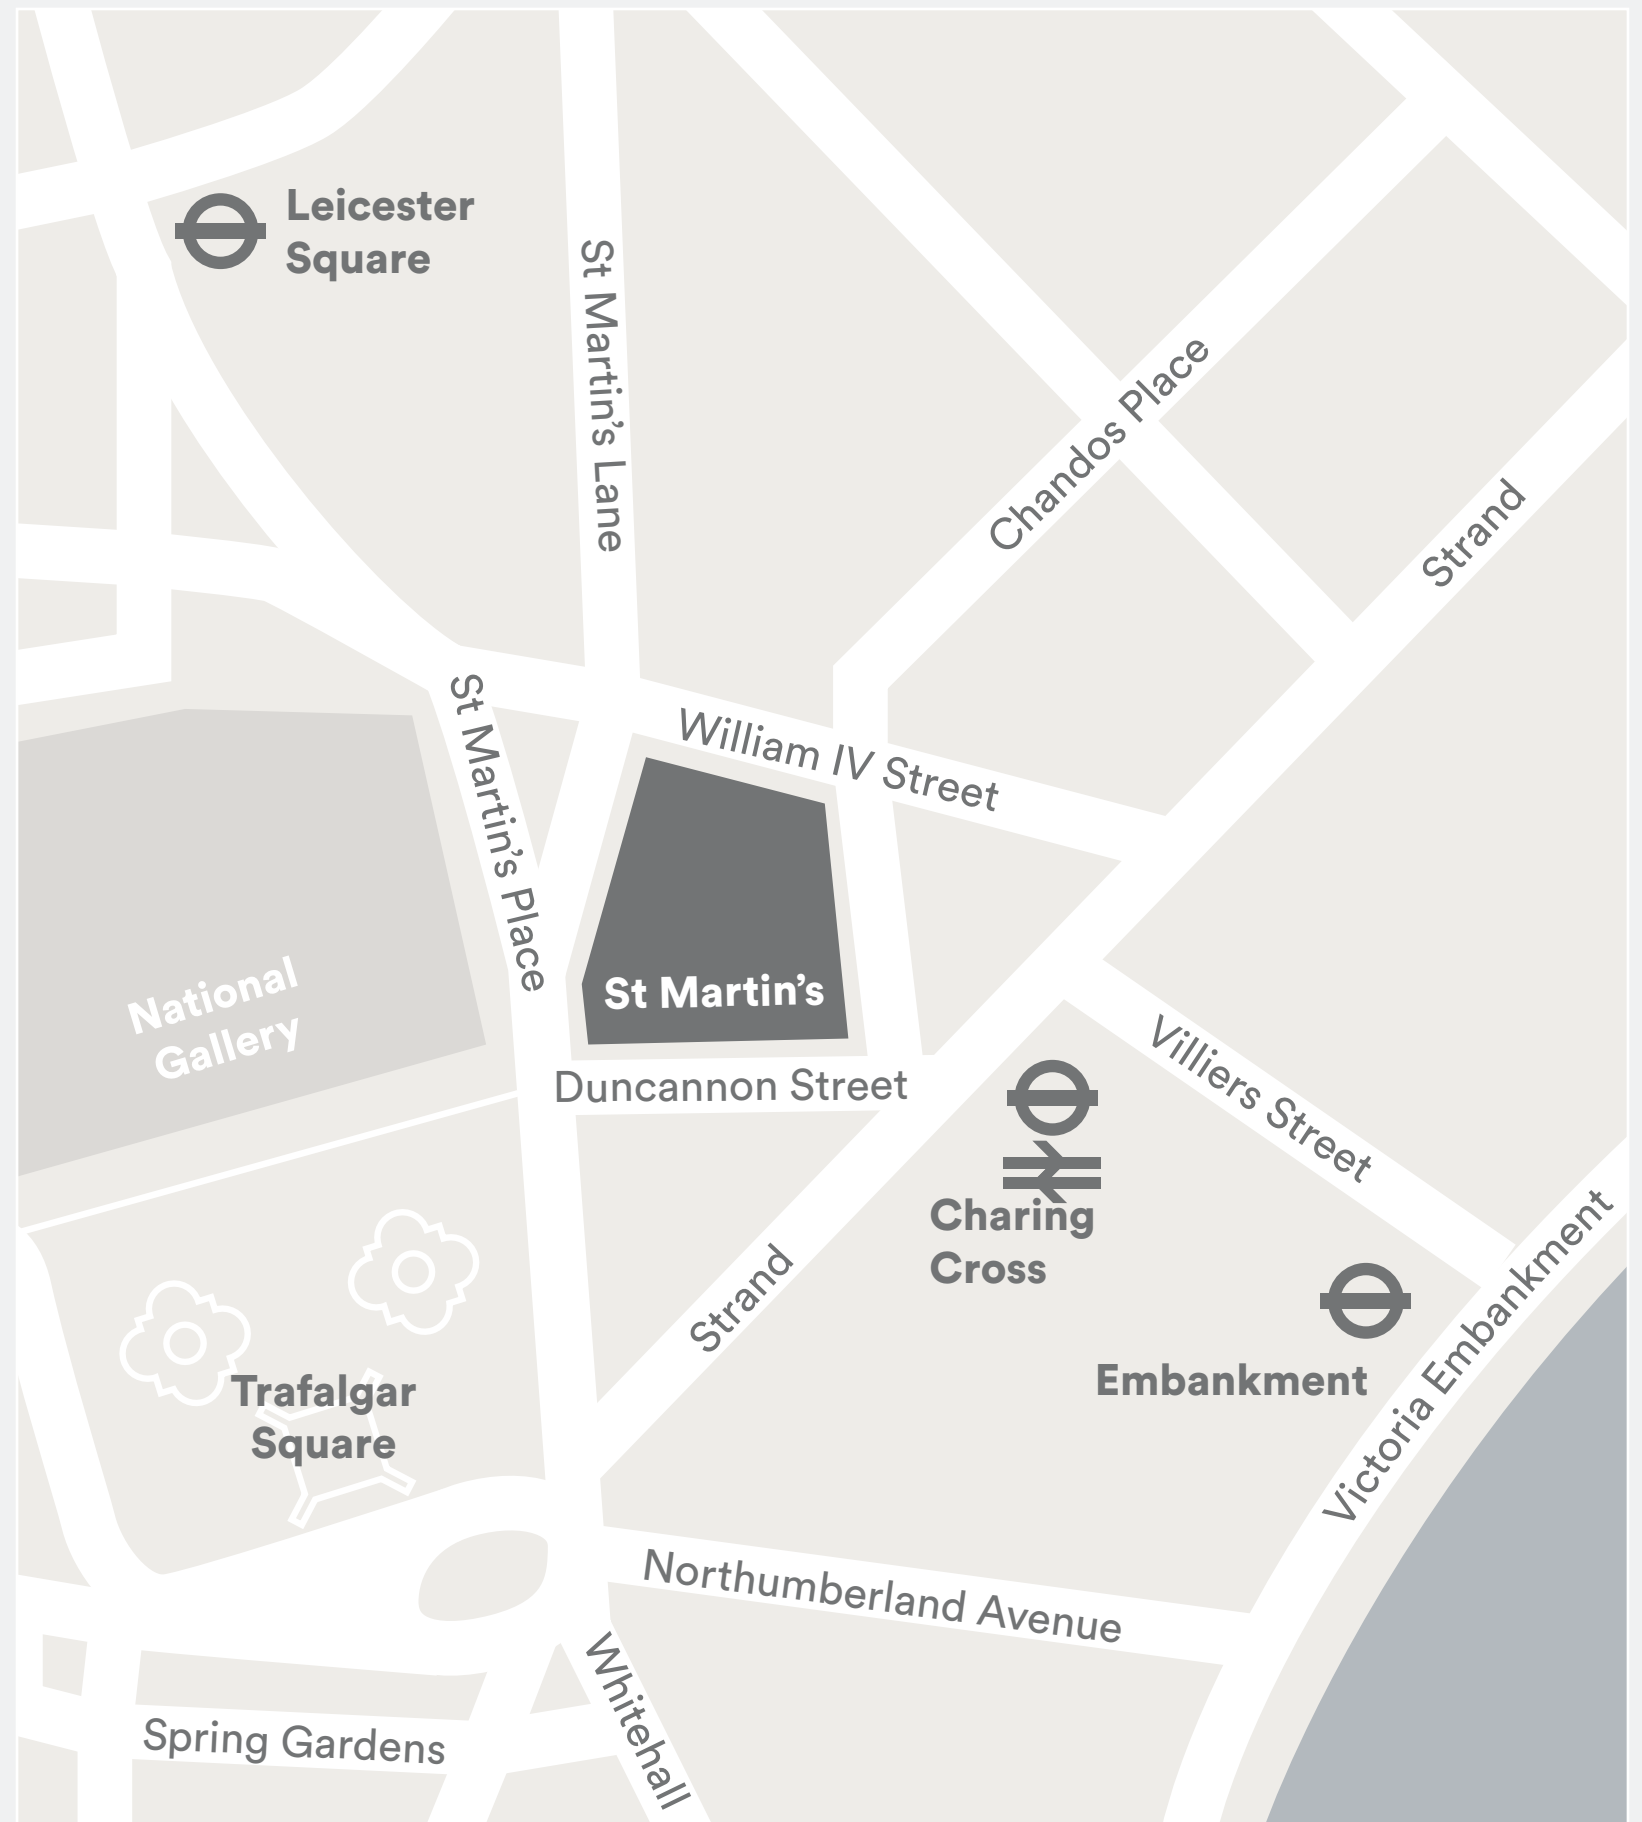 Leicester
Square
St Martin’s Lane
Chandos Place
Strand
St Martin’s Place
William IV Street
National
Gallery
St Martin’s
Duncannon Street
Villiers Street
Charing
Cross
Strand
Trafalgar
Square
Embankment
Victoria Embankment
Northumberland Avenue
Whitehall
Spring Gardens